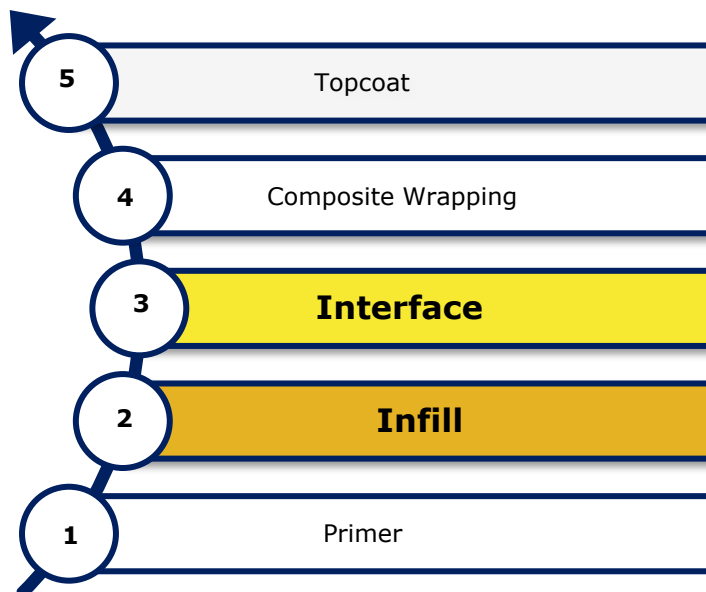 5 Topcoat
4 Composite Wrapping
3 Interface
2 Infill
1 Primer